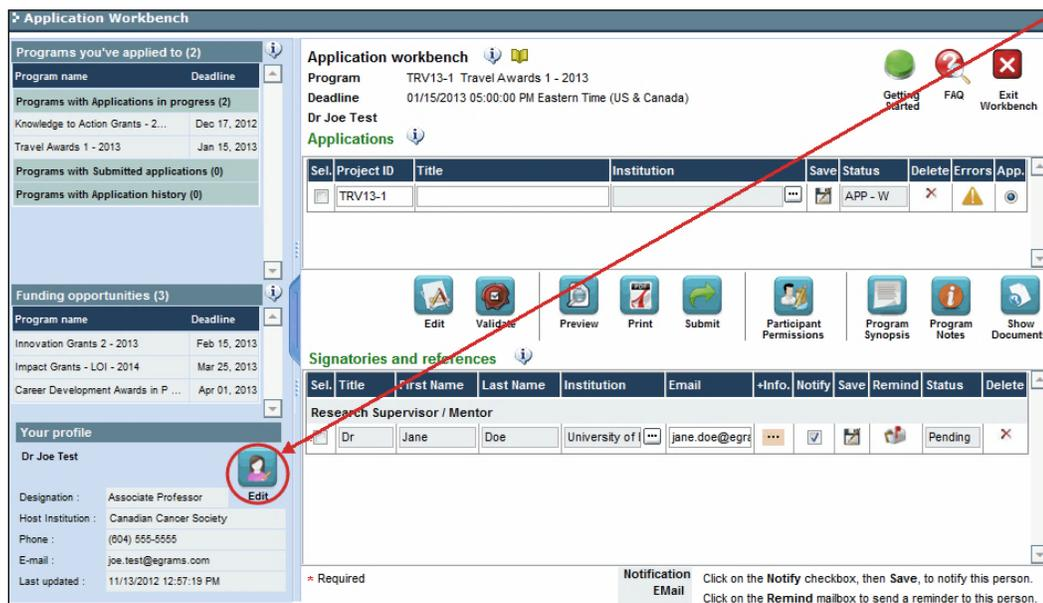 Application Workbench
Programs you've applied to (2)
Program name Deadline
Programs with Applications in progress (2)
Knowledge to Action Grants - 2... Dec 17, 2012
Travel Awards 1 - 2013 Jan 15, 2013
Programs with Submitted applications (0)
Programs with Application history (0)
Funding opportunities (3)
Program name Deadline
Innovation Grants 2 - 2013 Feb 15, 2013
Impact Grants - LOI - 2014 Mar 25, 2013
Career Development Awards in P ... Apr 01, 2013
Your profile
Dr Joe Test
Edit
Designation : Associate Professor
Host Institution : Canadian Cancer Society
Phone : (604) 555-5555
E-mail : joe.test@egrams.com
Last updated : 11/13/2012 12:57:19 PM
Application workbench
Program TRV13-1 Travel Awards 1 - 2013
Deadline 01/15/2013 05:00:00 PM Eastern Time (US & Canada)
Dr Joe Test
Getting Started FAQ Exit Workbench
Applications
Sel. Project ID Title Institution Save Status Delete Errors App.
TRV13-1 ... APP - W
Edit Validate Preview PDF Print Submit Participant Permissions Program Synopsis Program Notes Show Document
Signatories and references
Sel. Title First Name Last Name Institution Email +Info. Notify Save Remind Status Delete
Research Supervisor / Mentor
Dr Jane Doe University of ... jane.doe@egra ... Pending
* Required
Notification EMail
Click on the Notify checkbox, then Save, to notify this person.
Click on the Remind mailbox to send a reminder to this person.